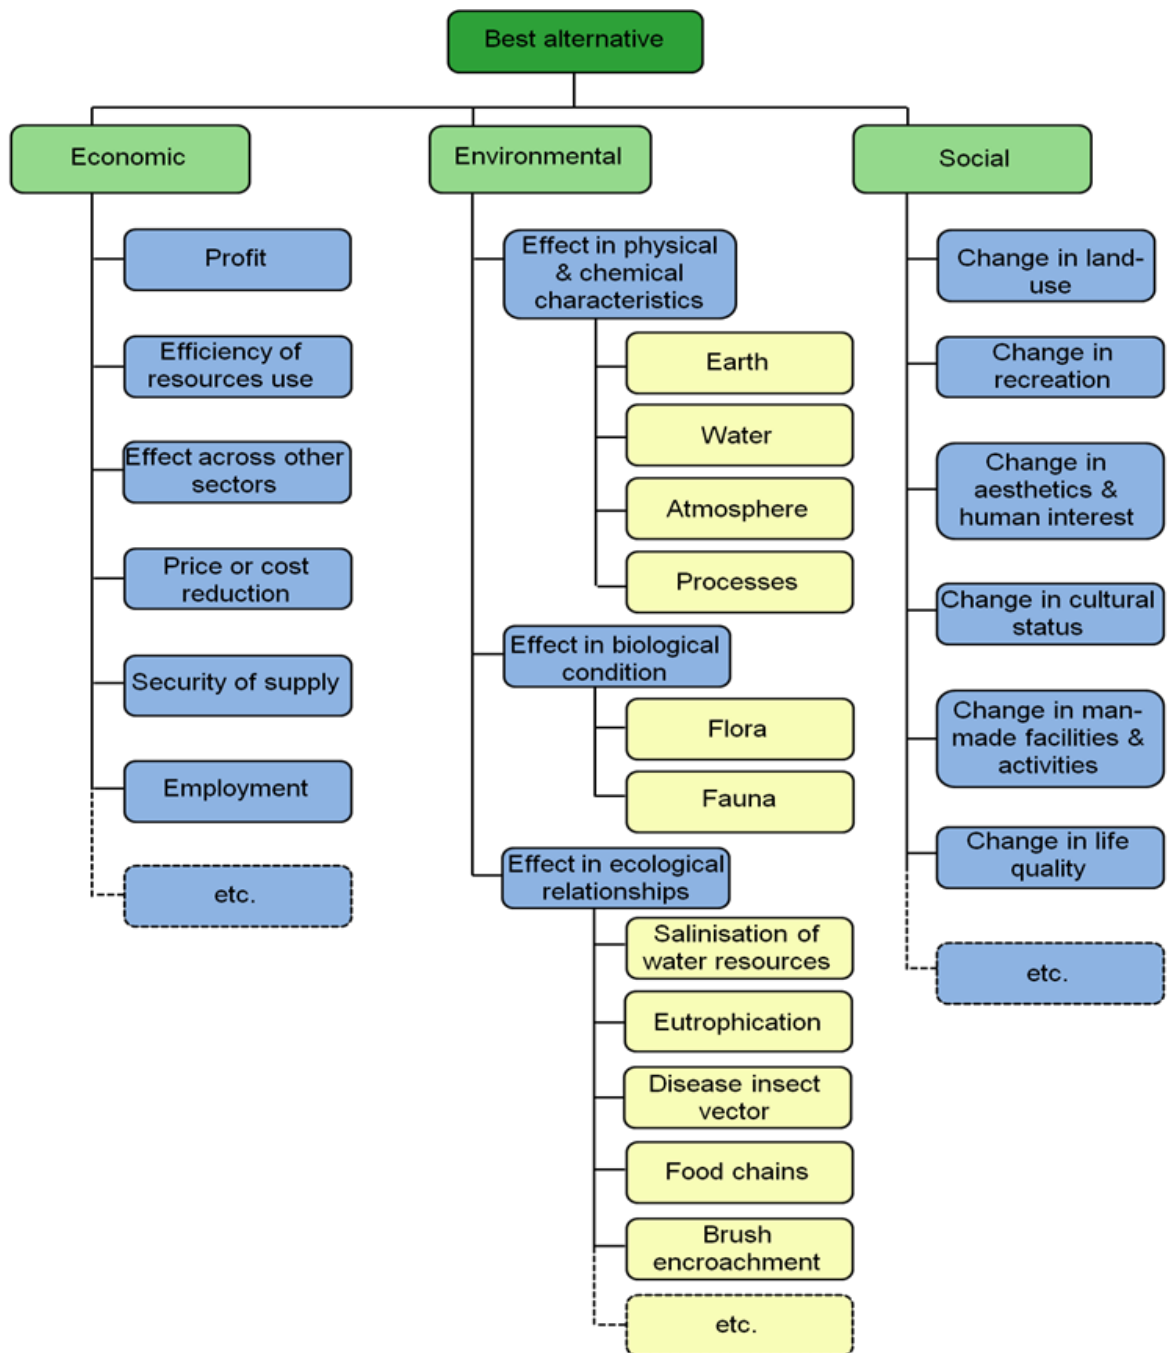 Best alternative
Economic
Environmental
Social
Profit
Efficiency of
resources use
Effect across other
sectors
Price or cost
reduction
Security of supply
Employment
etc.
Effect in physical
& chemical
characteristics
Earth
Water
Atmosphere
Processes
Effect in biological
condition
Flora
Fauna
Effect in ecological
relationships
Salinisation of
water resources
Eutrophication
Disease insect
vector
Food chains
Brush
encroachment
etc.
Change in land-
use
Change in
recreation
Change in
aesthetics &
human interest
Change in cultural
status
Change in man-
made facilities &
activities
Change in life
quality
etc.